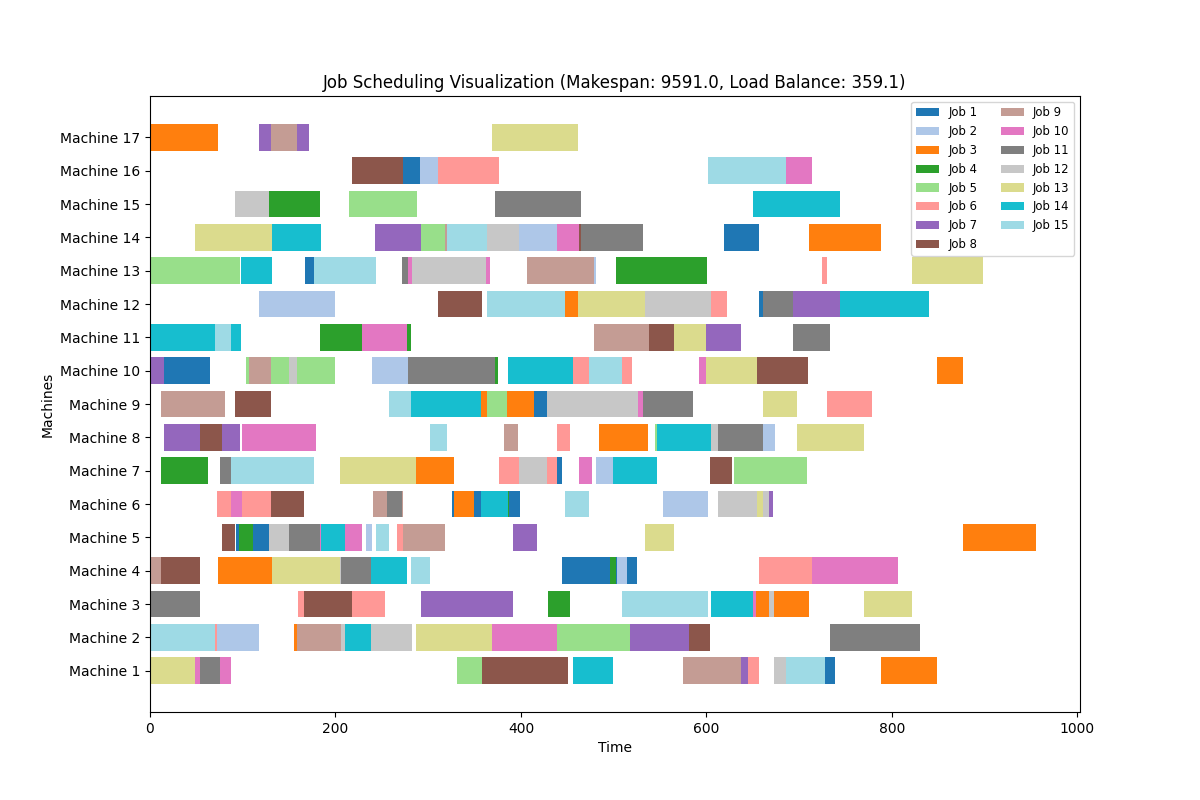 Job Scheduling Visualization (Makespan: 9591.0, Load Balance: 359.1)
Job 1
Job 2
Job 3
Job 4
Job 5
Job 6
Job 7
Job 8
Job 9
Job 10
Job 11
Job 12
Job 13
Job 14
Job 15
Machines
Machine 17
Machine 16
Machine 15
Machine 14
Machine 13
Machine 12
Machine 11
Machine 10
Machine 9
Machine 8
Machine 7
Machine 6
Machine 5
Machine 4
Machine 3
Machine 2
Machine 1
0 200 400 600 800 1000
Time